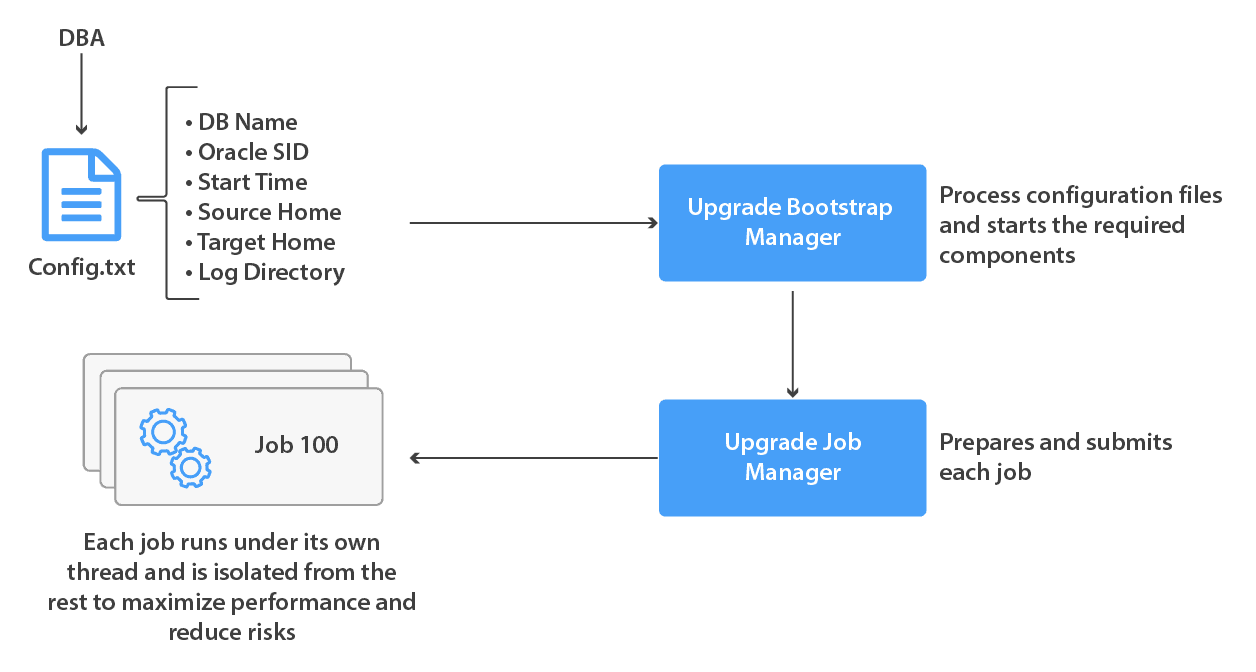 DBA
Config.txt
• DB Name
• Oracle SID
• Start Time
• Source Home
• Target Home
• Log Directory
Upgrade Bootstrap
Manager
Process configuration files
and starts the required
components
Upgrade Job
Manager
Prepares and submits
each job
Job 100
Each job runs under its own
thread and is isolated from the
rest to maximize performance and
reduce risks